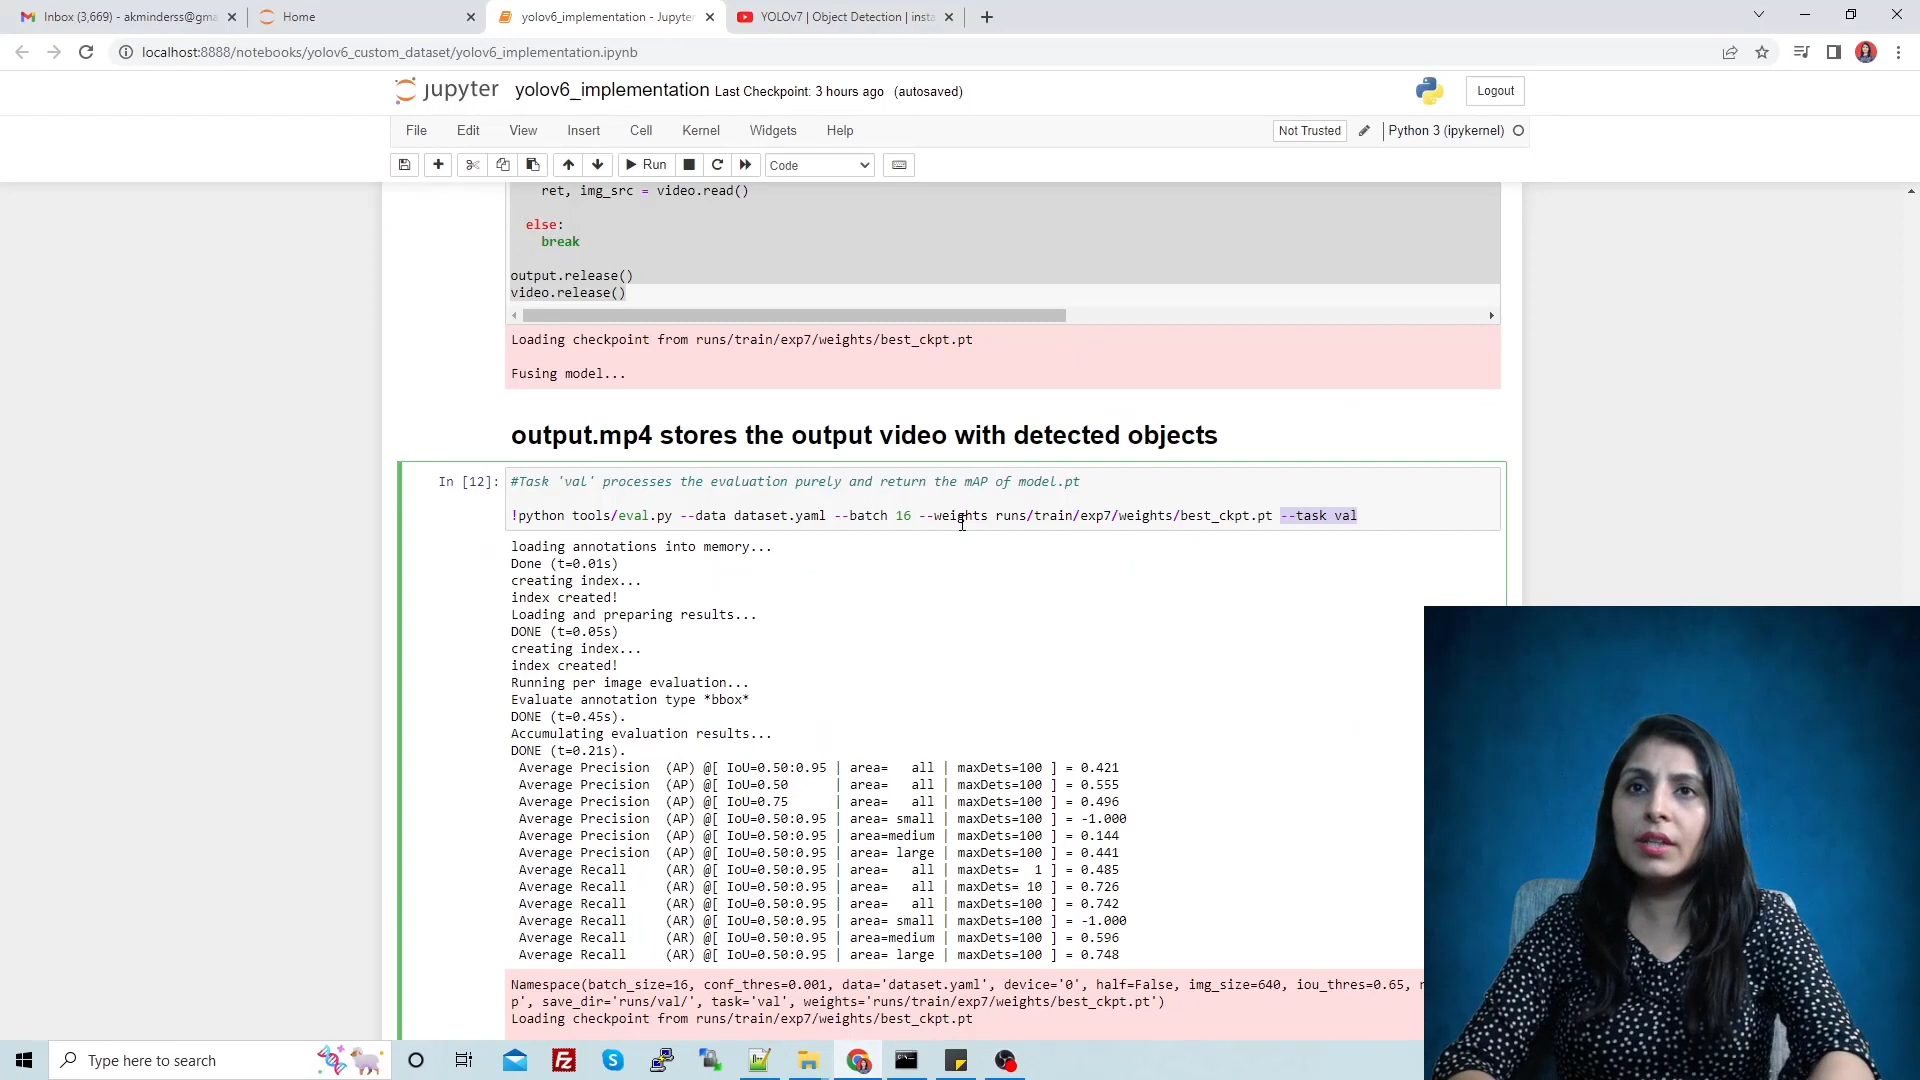 Inbox (3,669) - akminderss@gma
Home
yolov6_implementation - Jupyter
YOLOv7 | Object Detection | insta
localhost:8888/notebooks/yolov6_custom_dataset/yolov6_implementation.ipynb
jupyter yolov6_implementation Last Checkpoint: 3 hours ago (autosaved)
Logout
File Edit View Insert Cell Kernel Widgets Help
Not Trusted
Python 3 (ipykernel)
Run
Code
ret, img_src = video.read()
else:
break
output.release()
video.release()
Loading checkpoint from runs/train/exp7/weights/best_ckpt.pt
Fusing model...
output.mp4 stores the output video with detected objects
In [12]: #Task 'val' processes the evaluation purely and return the mAP of model.pt
!python tools/eval.py --data dataset.yaml --batch 16 --weights runs/train/exp7/weights/best_ckpt.pt --task val
loading annotations into memory...
Done (t=0.01s)
creating index...
index created!
Loading and preparing results...
DONE (t=0.05s)
creating index...
index created!
Running per image evaluation...
Evaluate annotation type *bbox*
DONE (t=0.45s).
Accumulating evaluation results...
DONE (t=0.21s).
Average Precision (AP) @[ IoU=0.50:0.95 | area= all | maxDets=100 ] = 0.421
Average Precision (AP) @[ IoU=0.50 | area= all | maxDets=100 ] = 0.555
Average Precision (AP) @[ IoU=0.75 | area= all | maxDets=100 ] = 0.496
Average Precision (AP) @[ IoU=0.50:0.95 | area= small | maxDets=100 ] = -1.000
Average Precision (AP) @[ IoU=0.50:0.95 | area=medium | maxDets=100 ] = 0.144
Average Precision (AP) @[ IoU=0.50:0.95 | area= large | maxDets=100 ] = 0.441
Average Recall (AR) @[ IoU=0.50:0.95 | area= all | maxDets= 1 ] = 0.485
Average Recall (AR) @[ IoU=0.50:0.95 | area= all | maxDets= 10 ] = 0.726
Average Recall (AR) @[ IoU=0.50:0.95 | area= all | maxDets=100 ] = 0.742
Average Recall (AR) @[ IoU=0.50:0.95 | area= small | maxDets=100 ] = -1.000
Average Recall (AR) @[ IoU=0.50:0.95 | area=medium | maxDets=100 ] = 0.596
Average Recall (AR) @[ IoU=0.50:0.95 | area= large | maxDets=100 ] = 0.748
Namespace(batch_size=16, conf_thres=0.001, data='dataset.yaml', device='0', half=False, img_size=640, iou_thres=0.65,
p', save_dir='runs/val/', task='val', weights='runs/train/exp7/weights/best_ckpt.pt')
Loading checkpoint from runs/train/exp7/weights/best_ckpt.pt
Type here to search